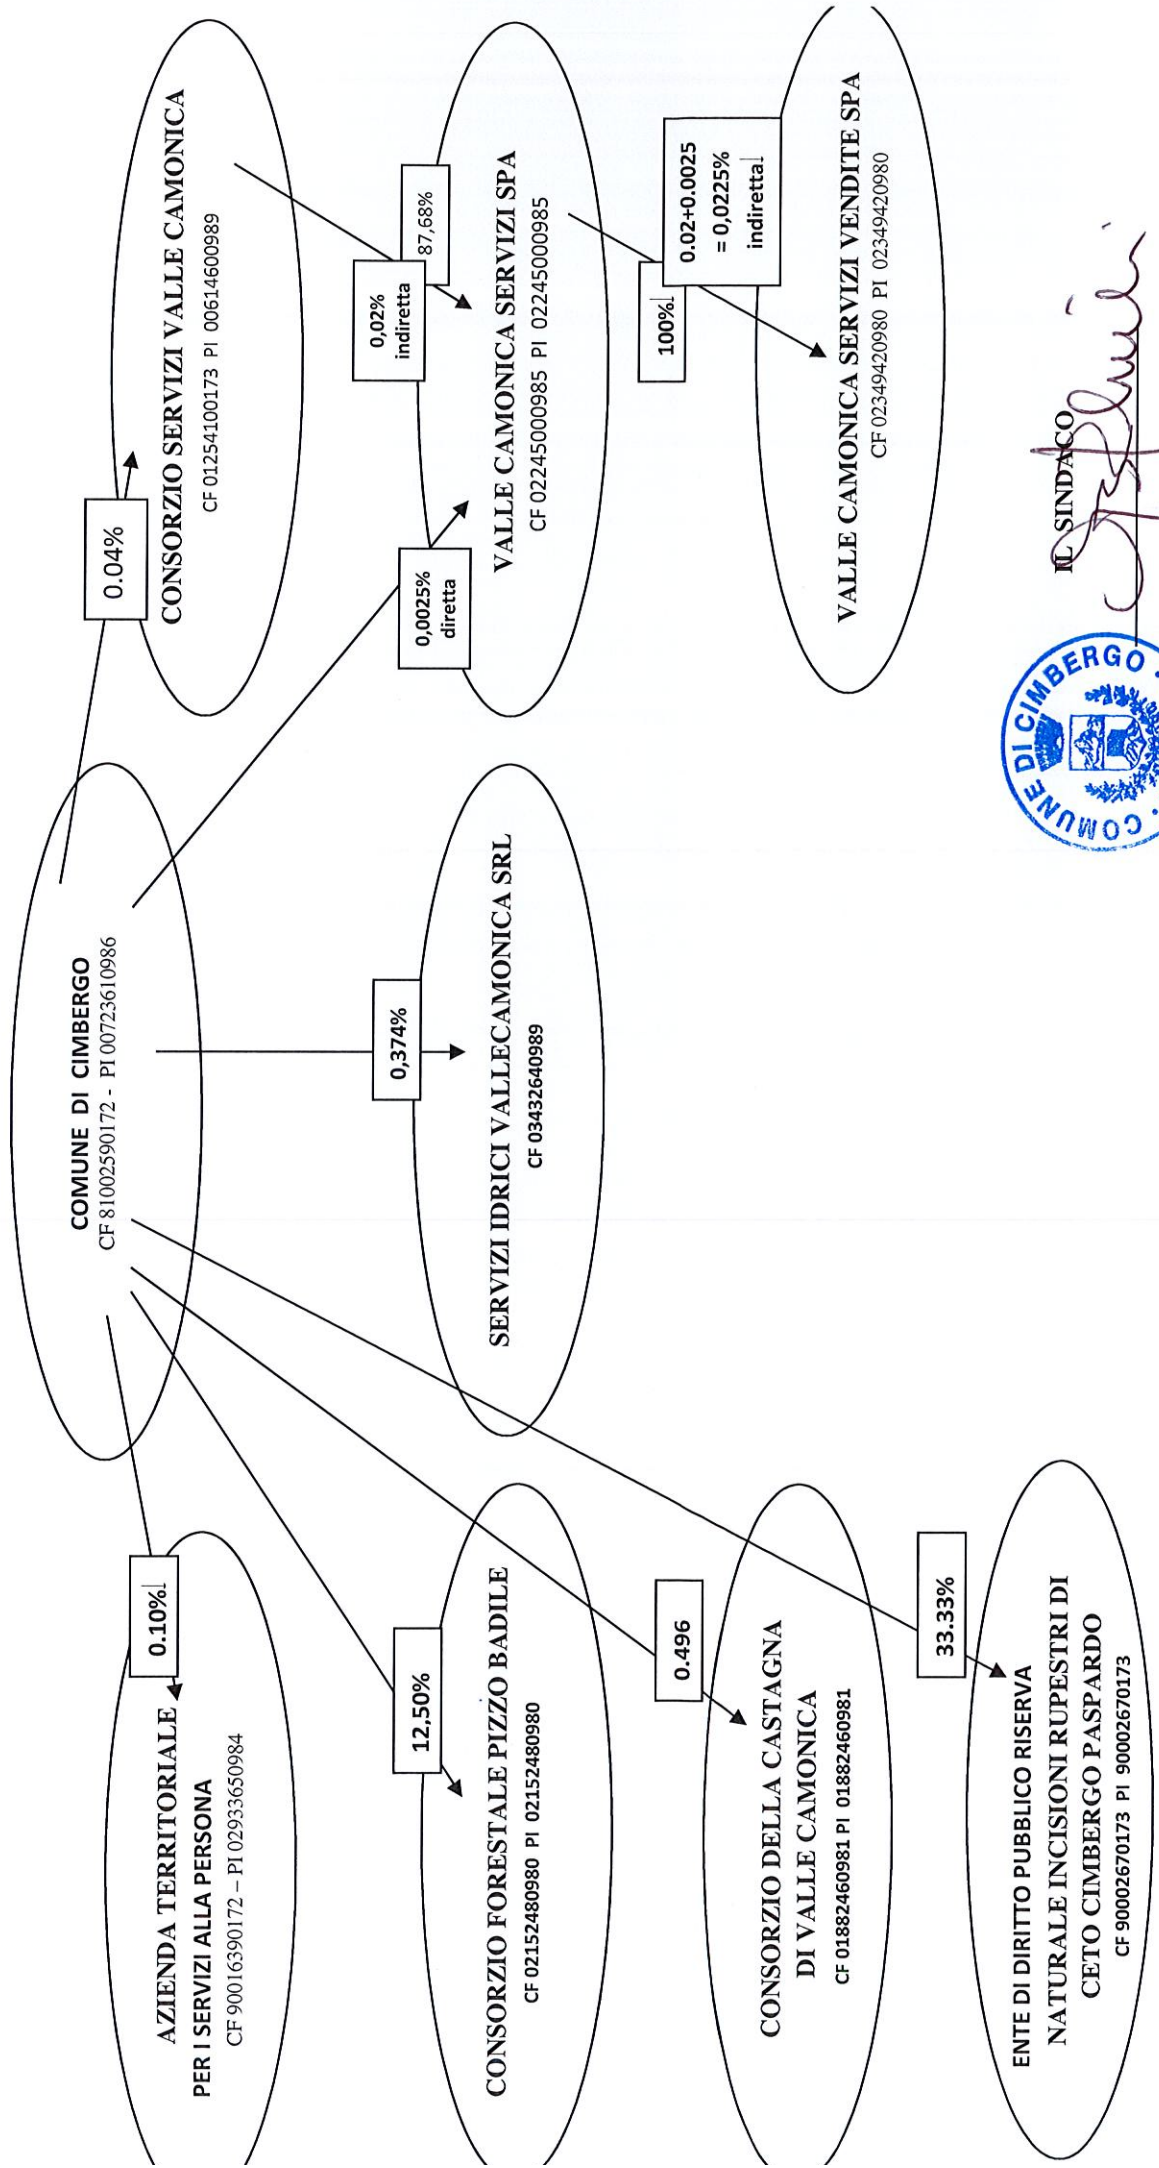 COMUNE DI CIMBERGO
CF 81002590172 - PI 00723610986
0.10%
AZIENDA TERRITORIALE
PER I SERVIZI ALLA PERSONA
CF 90016390172 – PI 02933650984
12,50%
CONSORZIO FORESTALE PIZZO BADILE
CF 02152480980 PI 02152480980
0.496
CONSORZIO DELLA CASTAGNA
DI VALLE CAMONICA
CF 01882460981 PI 01882460981
33.33%
ENTE DI DIRITTO PUBBLICO RISERVA
NATURALE INCISIONI RUPESTRI DI
CETO CIMBERGO PASPARDO
CF 90002670173 PI 90002670173
0,374%
SERVIZI IDRICI VALLECAMONICA SRL
CF 03432640989
0.04%
CONSORZIO SERVIZI VALLE CAMONICA
CF 01254100173 PI 00614600989
0,0025%
diretta
0,02%
indiretta
87,68%
VALLE CAMONICA SERVIZI SPA
CF 02245000985 PI 02245000985
100%
0.02+0.0025
= 0,0225%
indiretta
VALLE CAMONICA SERVIZI VENDITE SPA
CF 02349420980 PI 02349420980
IL SINDACO
COMUNE DI CIMBERGO